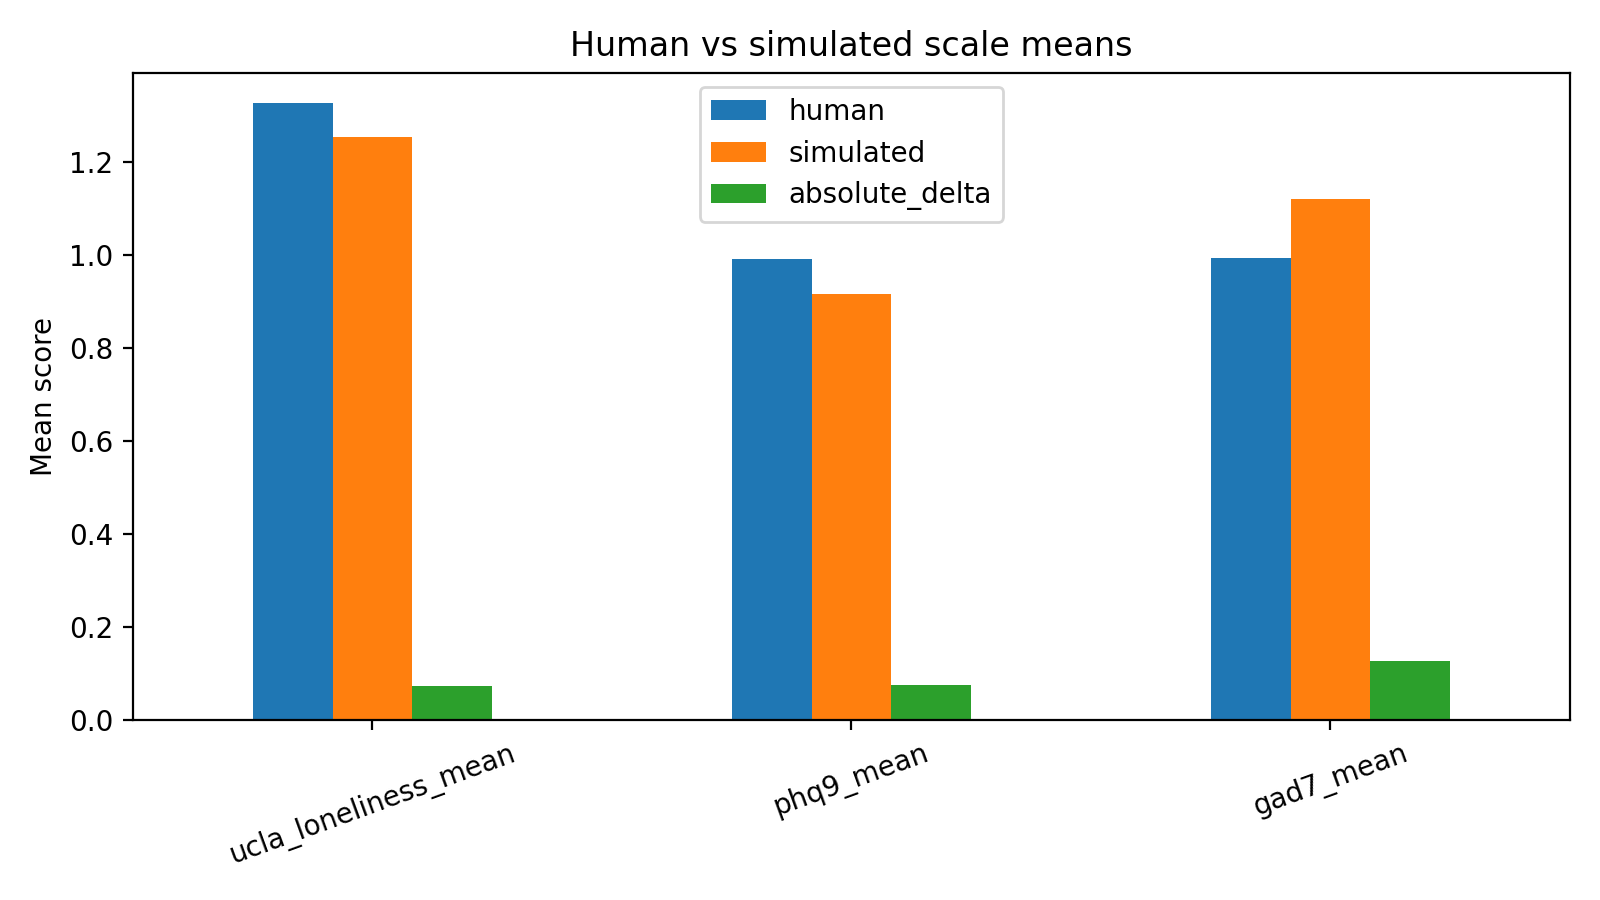 Human vs simulated scale means
human
simulated
absolute_delta
Mean score
1.2
1.0
0.8
0.6
0.4
0.2
0.0
ucla_loneliness_mean
phq9_mean
gad7_mean